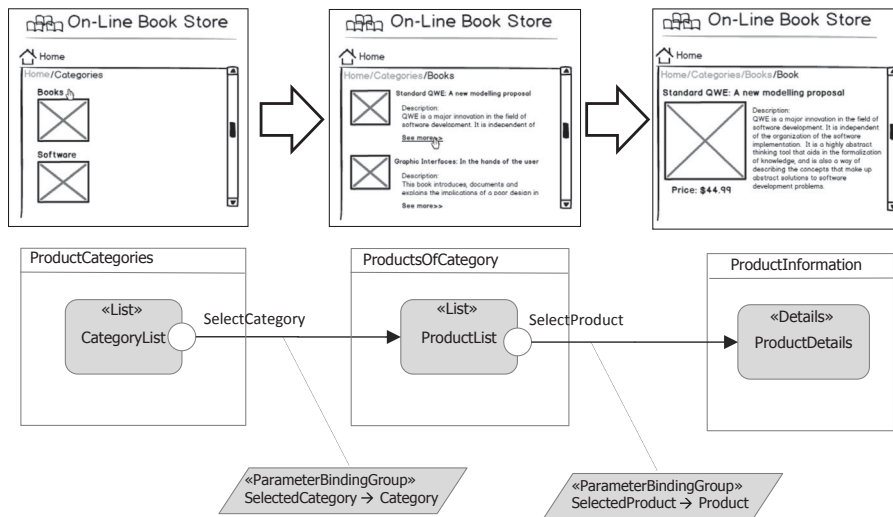 On-Line Book Store
Home
Home/Categories
Books
Software
On-Line Book Store
Home
Home/Categories/Books
Standard QWE: A new modelling proposal
Description:
QWE is a major innovation in the field of
software development. It is independent of
See more>>
Graphic Interfaces: In the hands of the user
Description:
This book introduces, documents and
explains the implications of a poor design in
See more>>
On-Line Book Store
Home
Home/Categories/Books/Book
Standard QWE: A new modelling proposal
Description:
QWE is a major innovation in the field of
software development. It is independent
of the organization of the software
implementation. It is a highly abstract
thinking tool that aids in the formalization
of knowledge, and is also a way of
describing the concepts that make up
abstract solutions to software
development problems.
Price: $44.99
ProductCategories
«List»
CategoryList
SelectCategory
ProductsOfCategory
«List»
ProductList
SelectProduct
ProductInformation
«Details»
ProductDetails
«ParameterBindingGroup»
SelectedCategory → Category
«ParameterBindingGroup»
SelectedProduct → Product